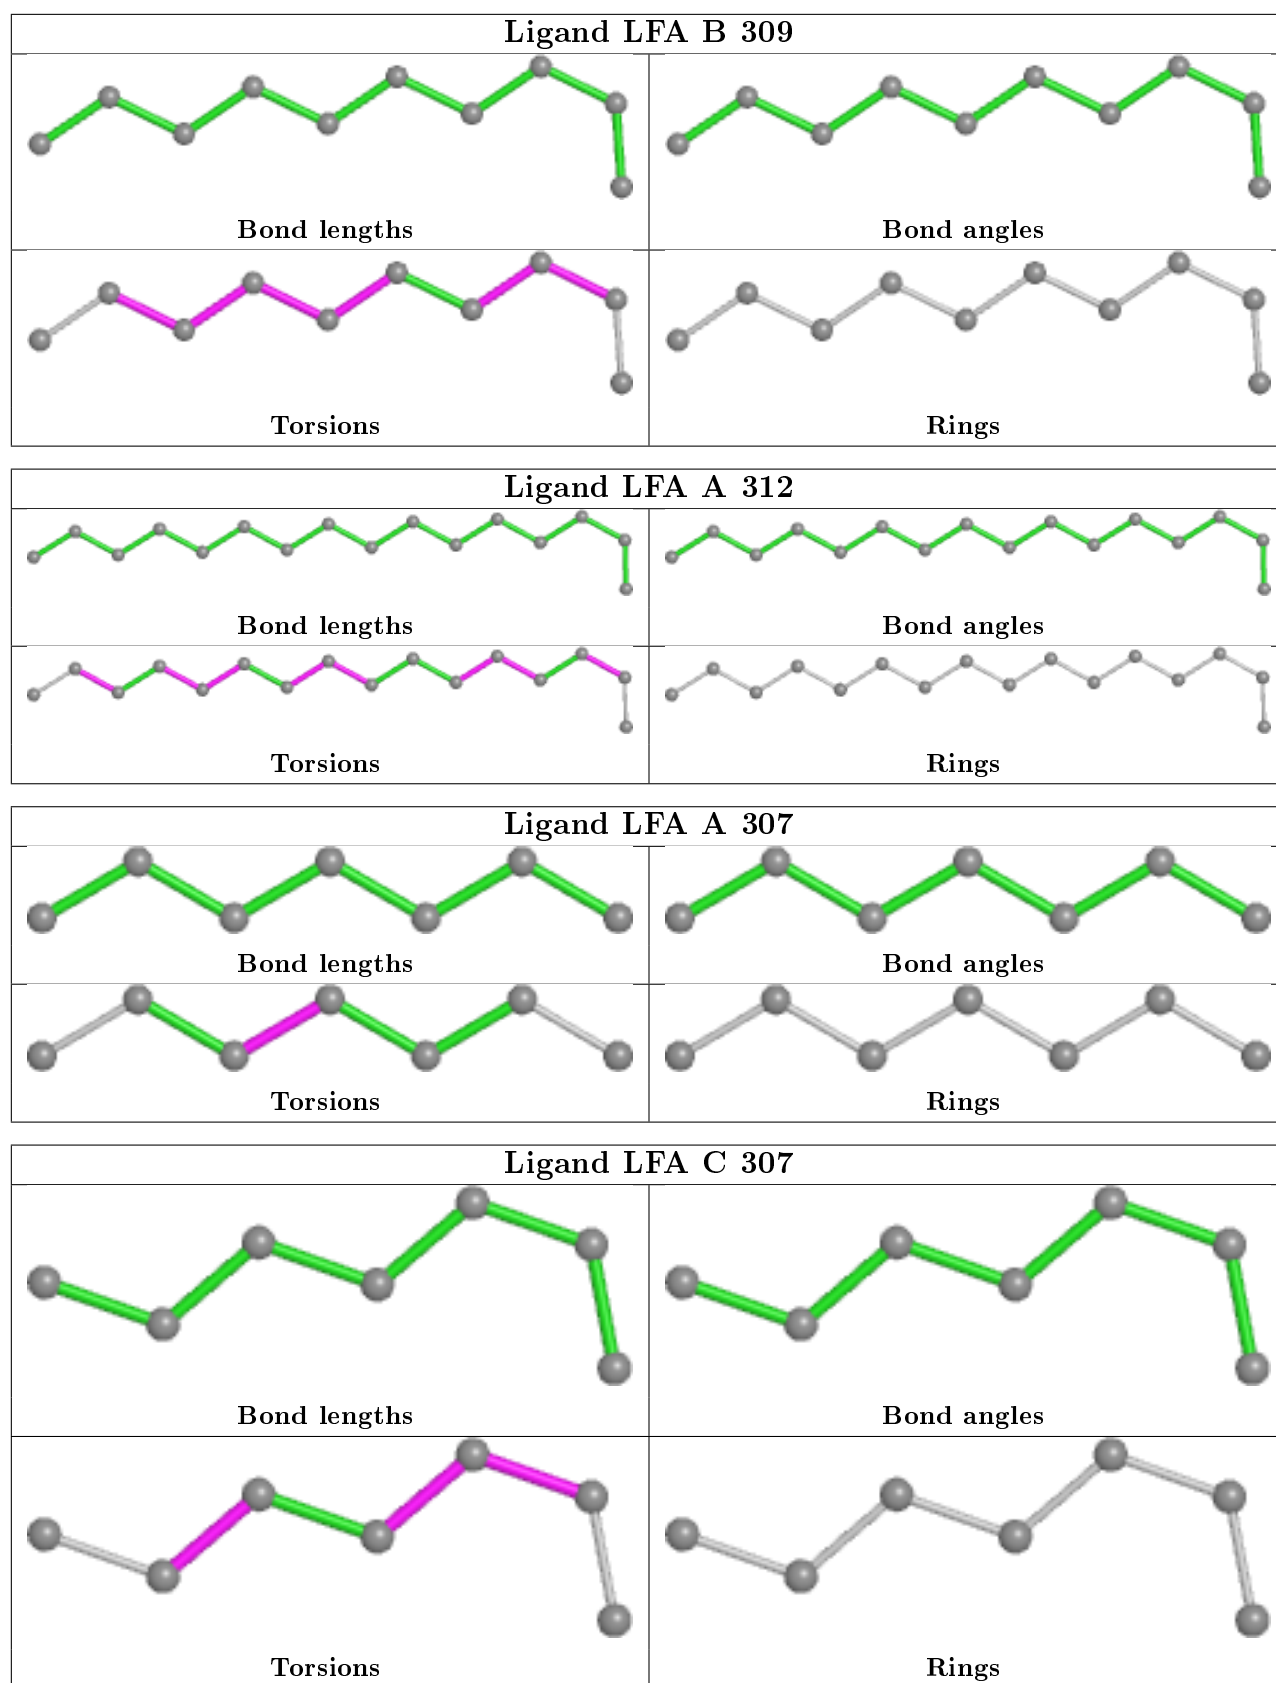 Ligand LFA B 309
Bond lengths
Bond angles
Torsions
Rings
Ligand LFA A 312
Bond lengths
Bond angles
Torsions
Rings
Ligand LFA A 307
Bond lengths
Bond angles
Torsions
Rings
Ligand LFA C 307
Bond lengths
Bond angles
Torsions
Rings